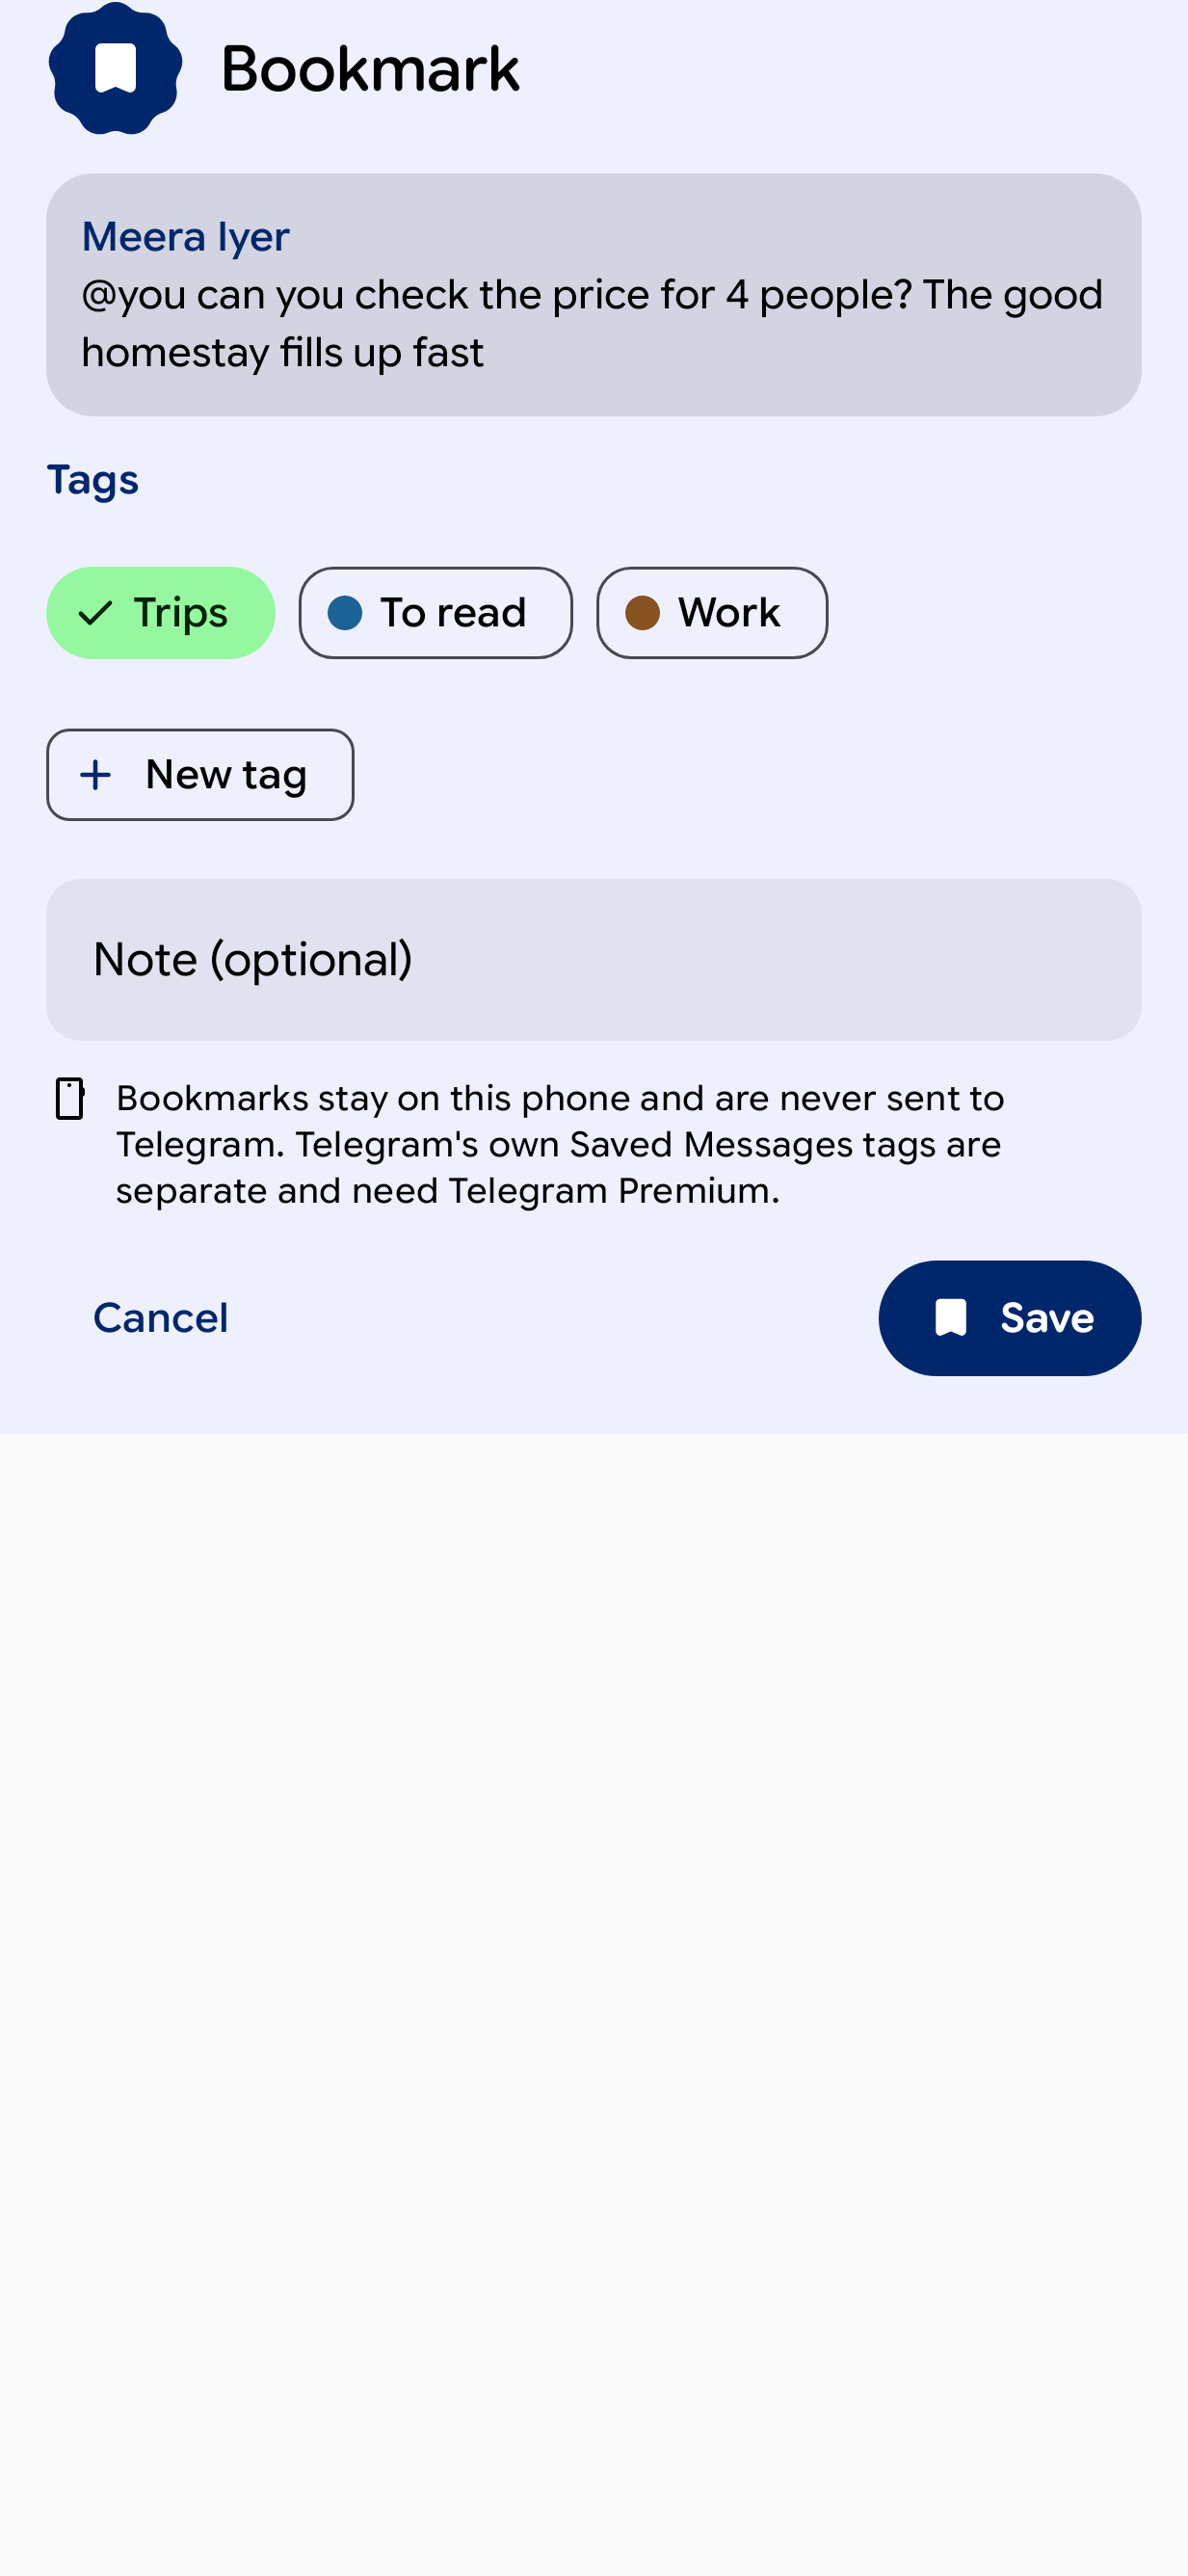 Bookmark
Meera Iyer
@you can you check the price for 4 people? The good
homestay fills up fast
Tags
Trips
To read
Work
New tag
Note (optional)
Bookmarks stay on this phone and are never sent to
Telegram. Telegram's own Saved Messages tags are
separate and need Telegram Premium.
Cancel
Save